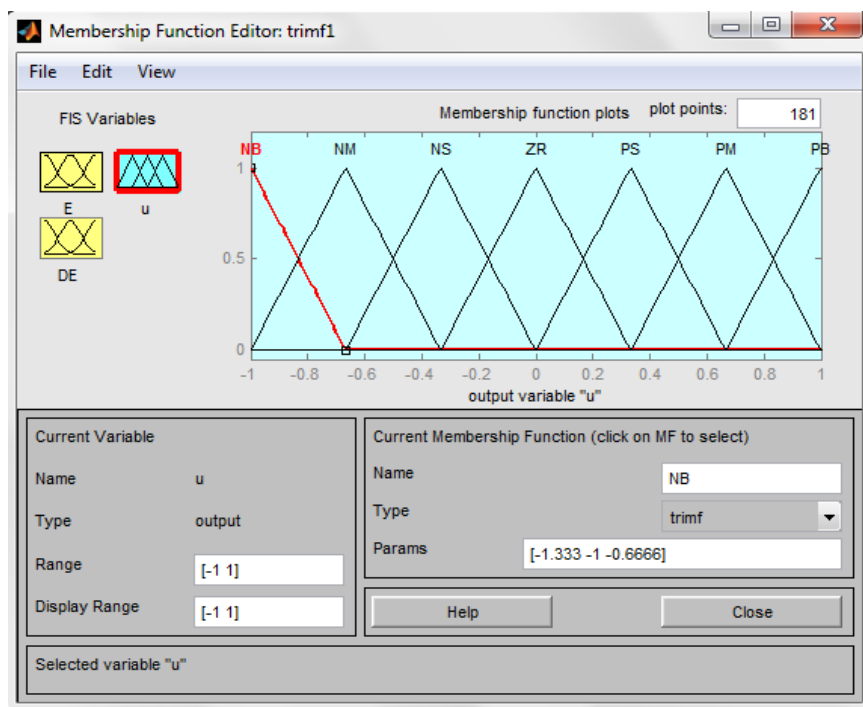 Membership Function Editor: trimf1
File Edit View
FIS Variables
Membership function plots plot points: 181
E
u
DE
NB NM NS ZR PS PM PB
1
0.5
0
-1 -0.8 -0.6 -0.4 -0.2 0 0.2 0.4 0.6 0.8 1
output variable "u"
Current Variable
Name u
Type output
Range [-1 1]
Display Range [-1 1]
Current Membership Function (click on MF to select)
Name NB
Type trimf
Params [-1.333 -1 -0.6666]
Help Close
Selected variable "u"